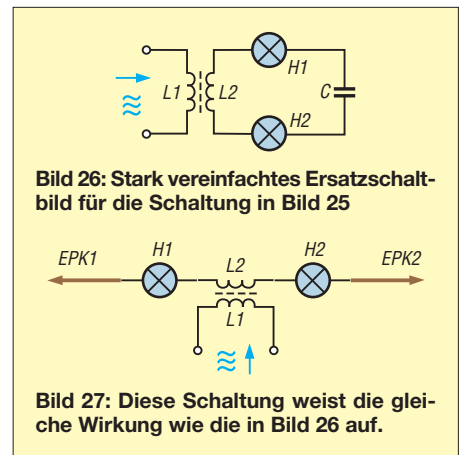 H1
L1 L2 C
H2
Bild 26: Stark vereinfachtes Ersatzschalt-
bild für die Schaltung in Bild 25
EPK1 H1 L2 H2 EPK2
L1
Bild 27: Diese Schaltung weist die glei-
che Wirkung wie die in Bild 26 auf.